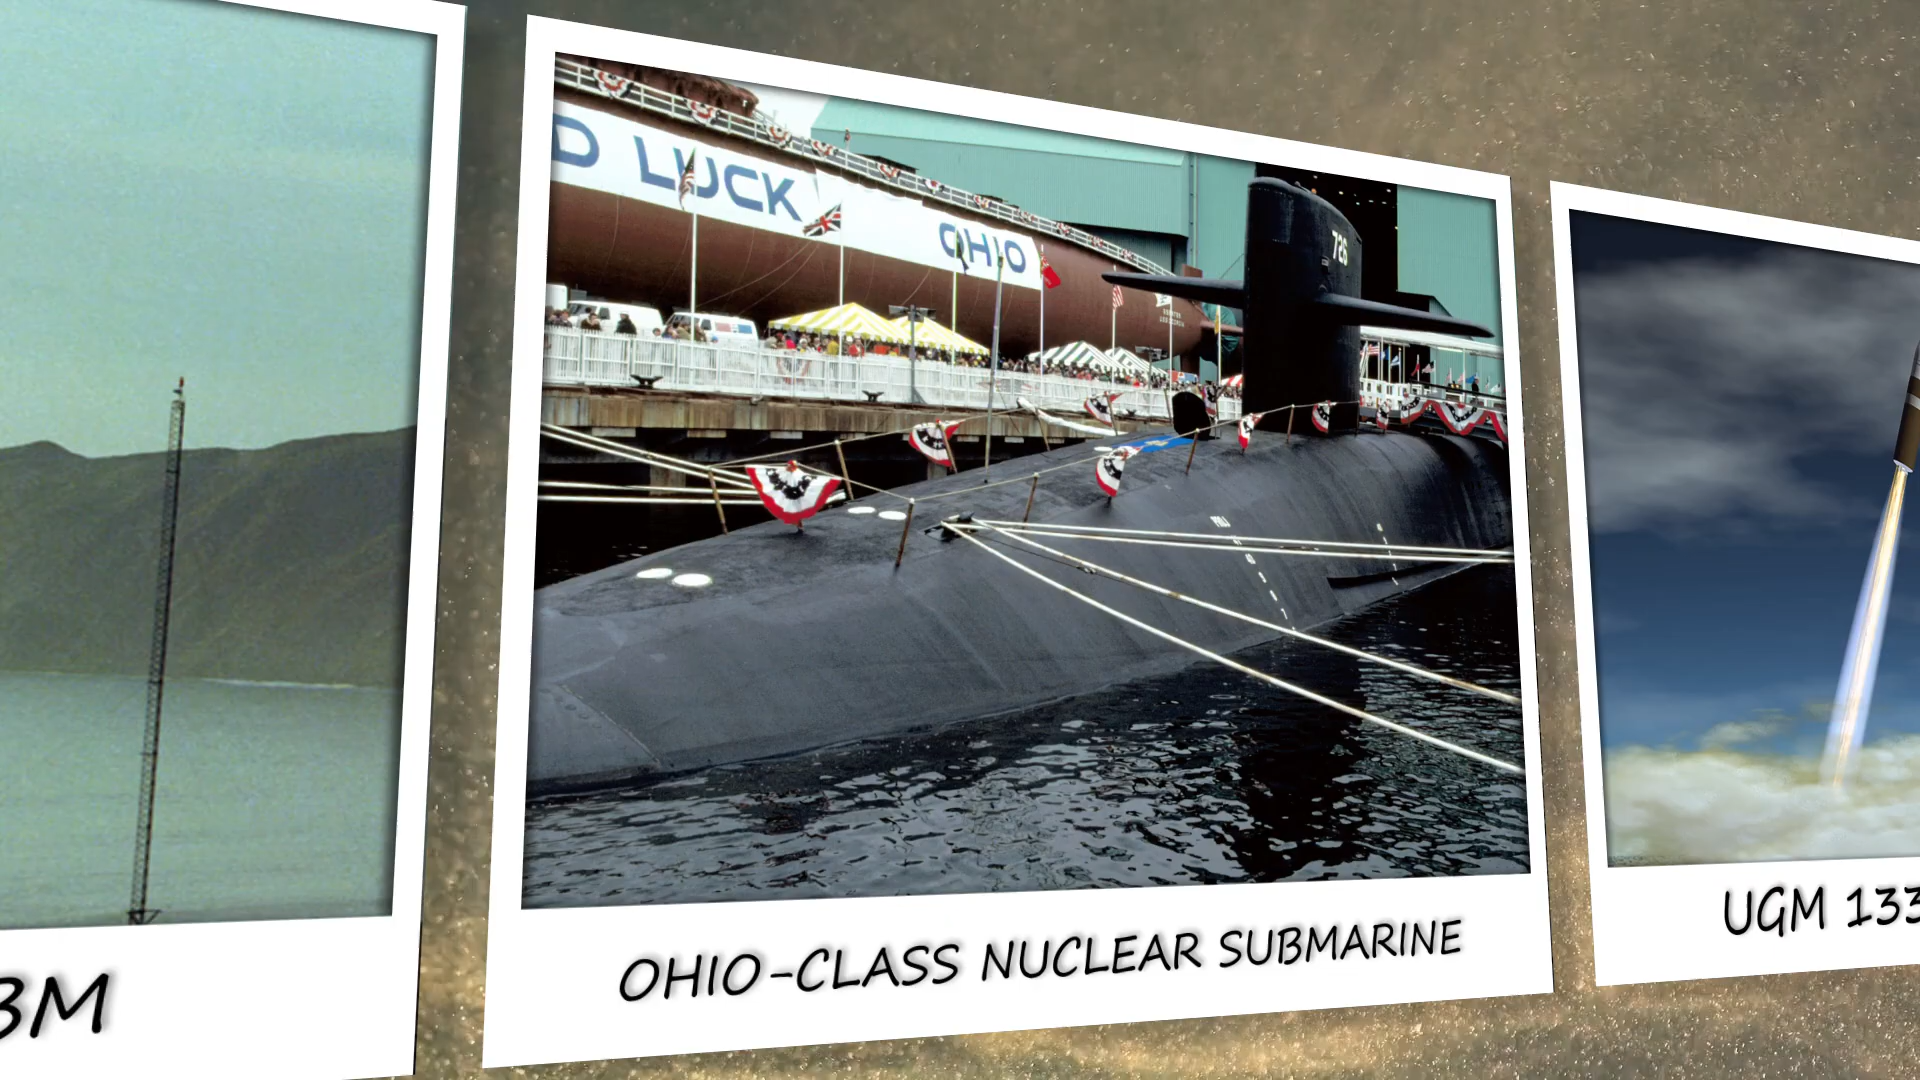 D LUCK
OHIO
726
3M
OHIO-CLASS NUCLEAR SUBMARINE
UGM 133